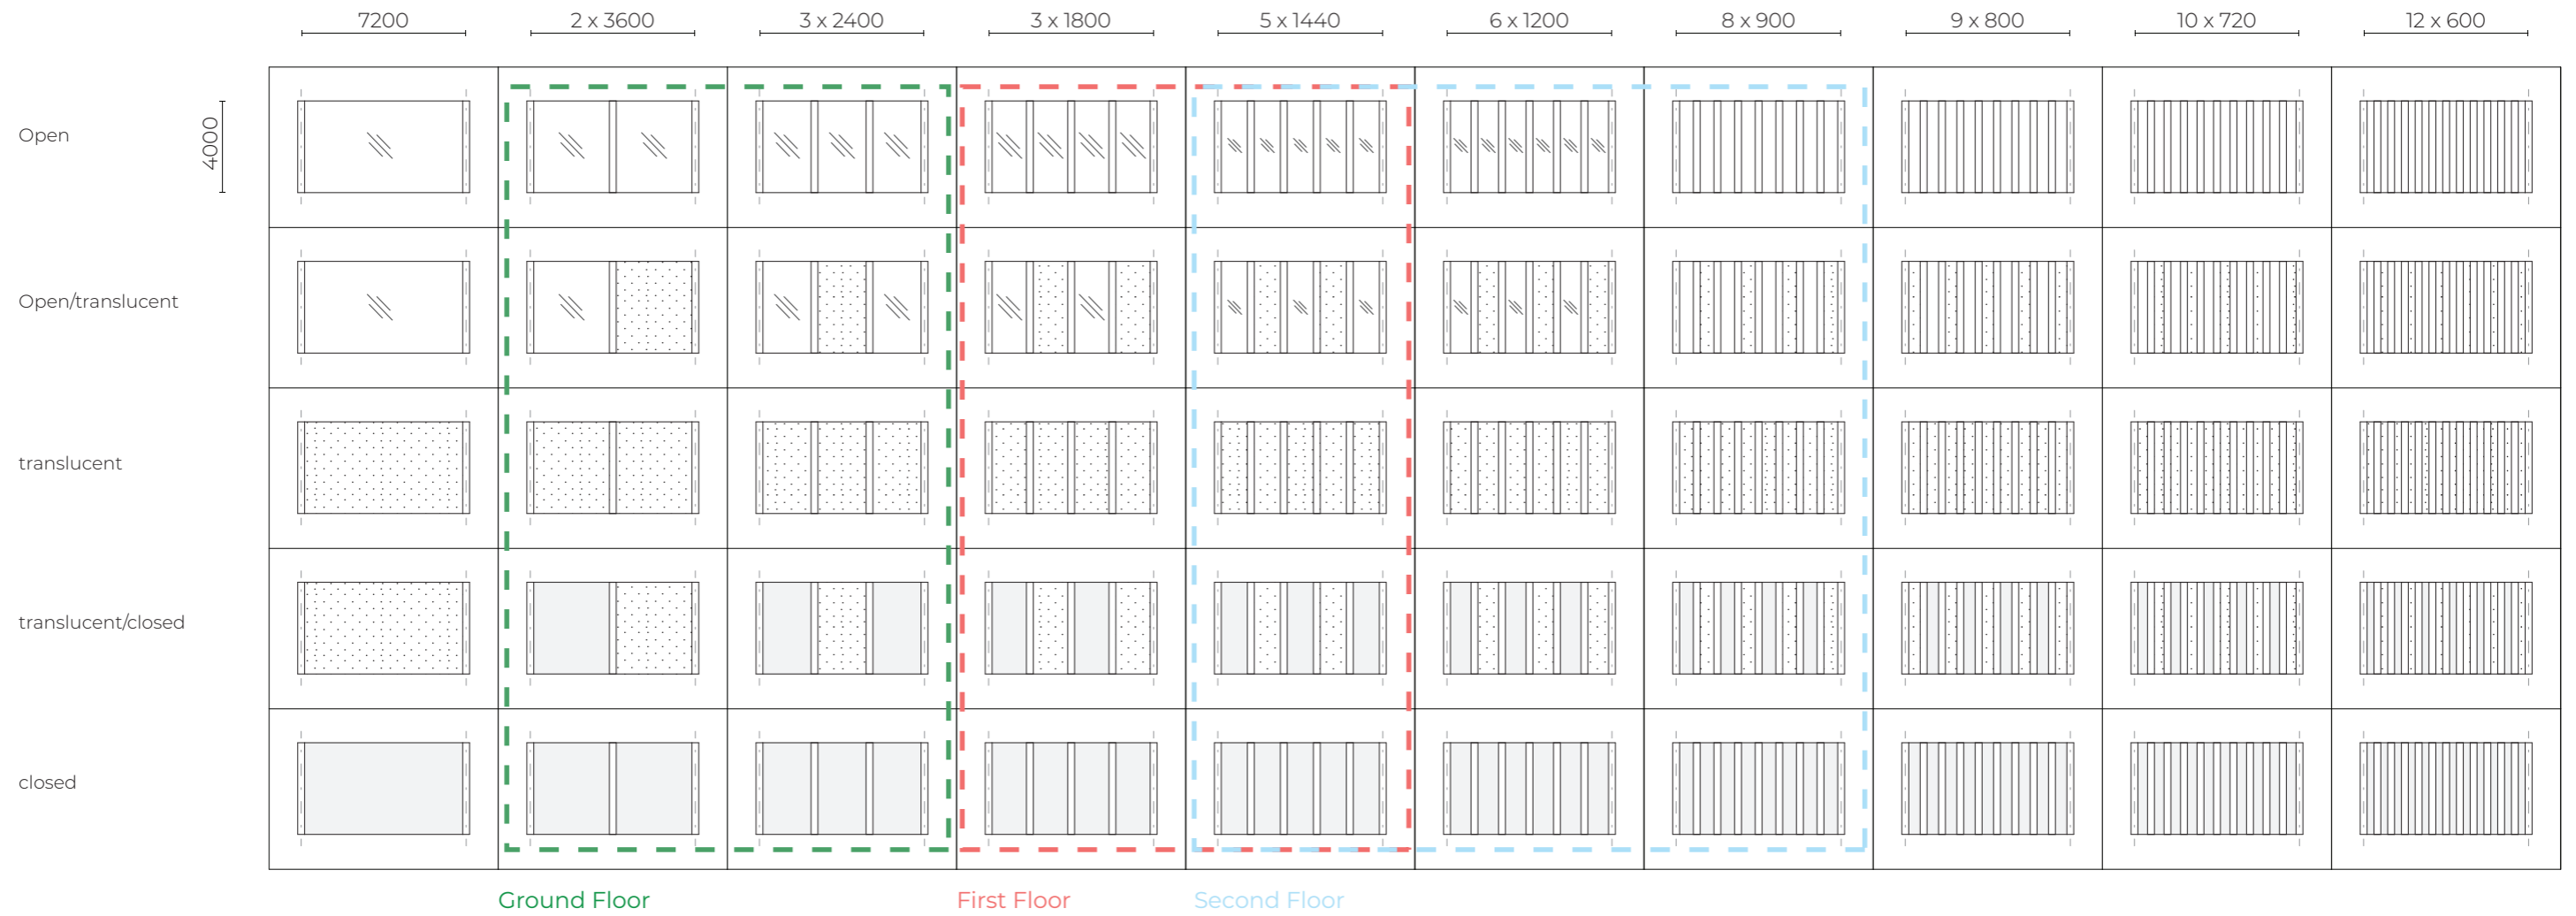 7200 2 x 3600 3 x 2400 3 x 1800 5 x 1440 6 x 1200 8 x 900 9 x 800 10 x 720 12 x 600
Open
4000
Open/translucent
translucent
translucent/closed
closed
Ground Floor First Floor Second Floor